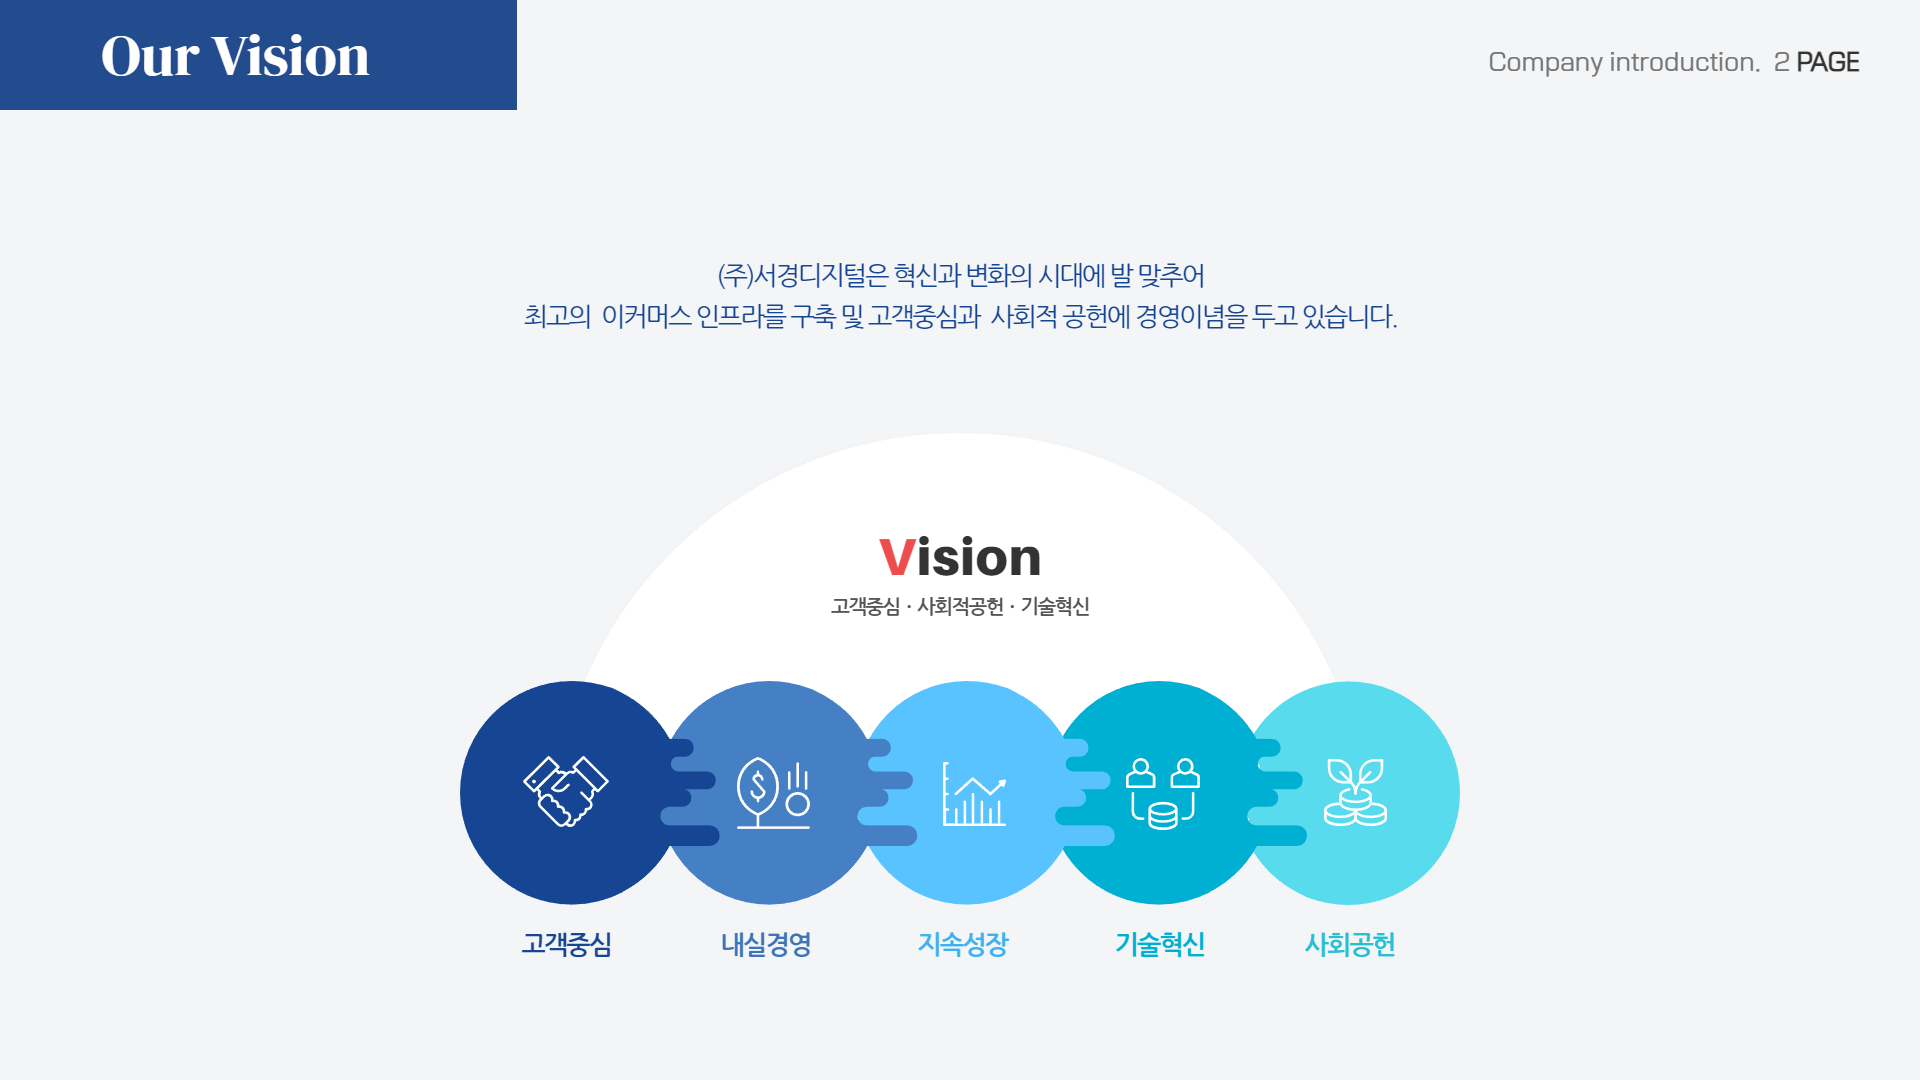 Our Vision
Company introduction. 2 PAGE
(주)서경디지털은 혁신과 변화의 시대에 발 맞추어
최고의 이커머스 인프라를 구축 및 고객중심과 사회적 공헌에 경영이념을 두고 있습니다.
Vision
고객중심 · 사회적공헌 · 기술혁신
고객중심 내실경영 지속성장 기술혁신 사회공헌